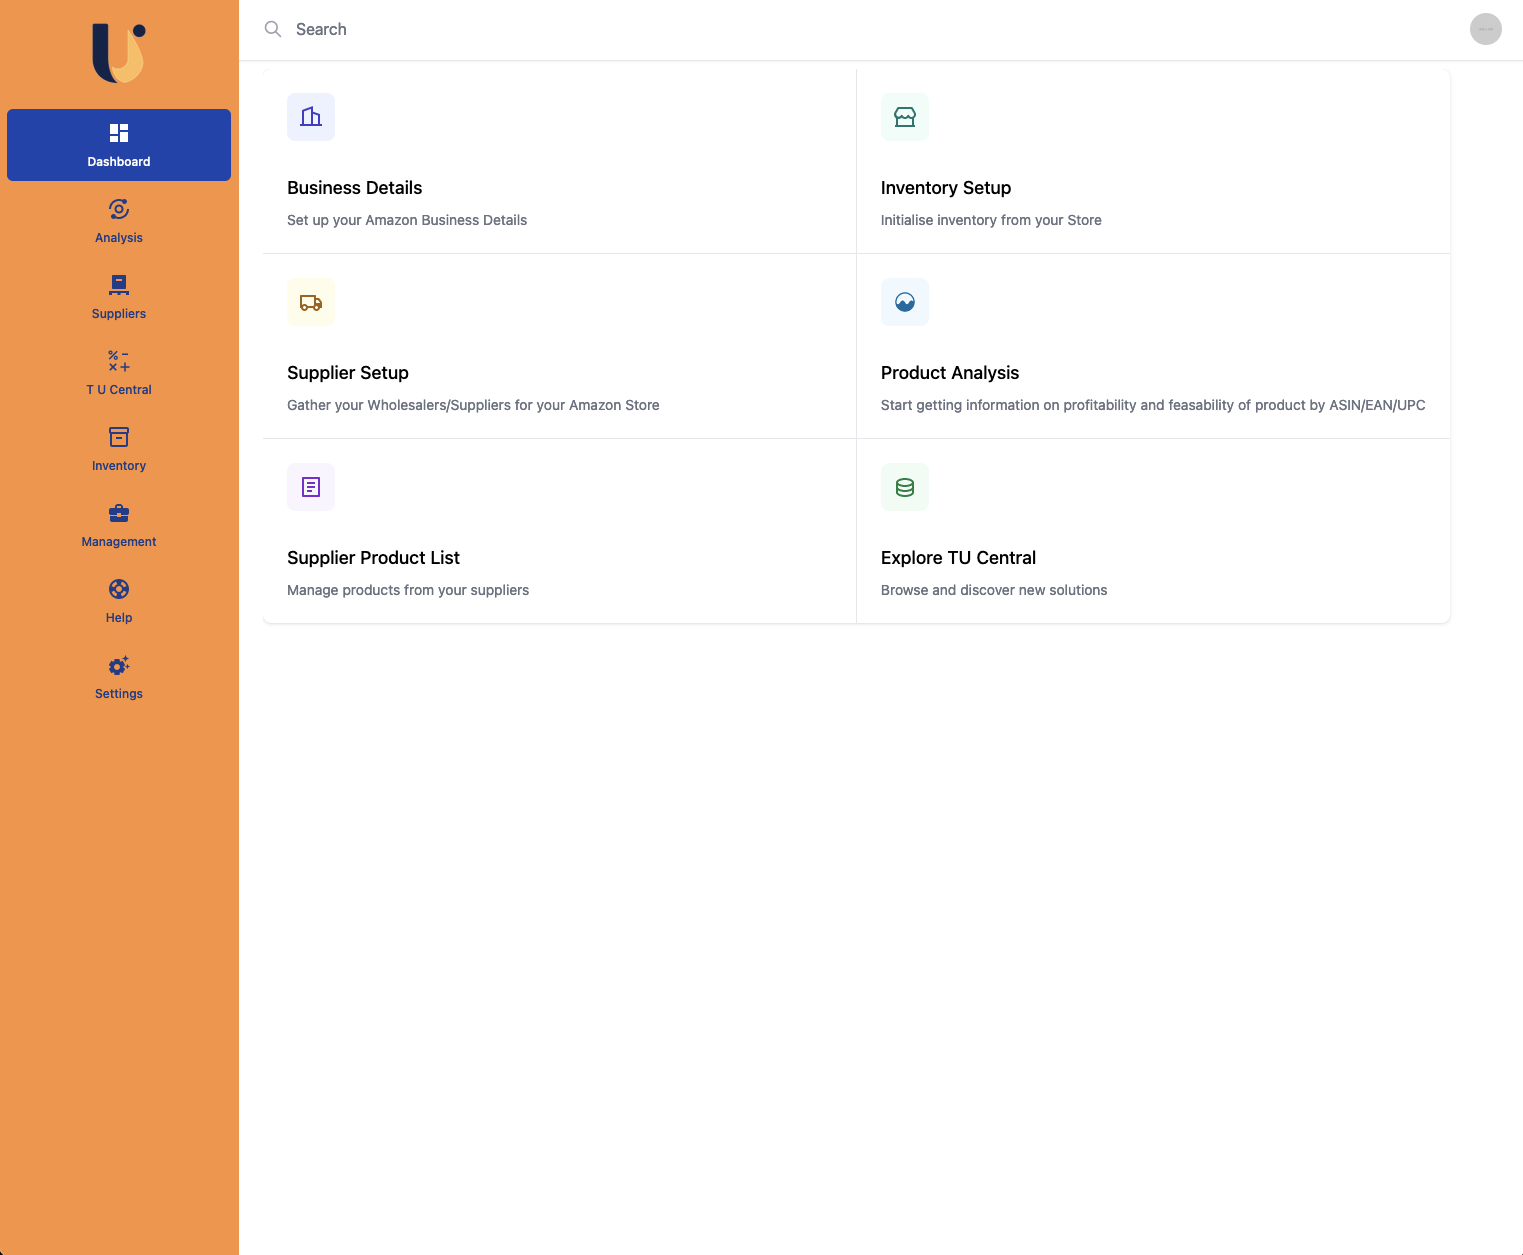 Search
Dashboard
Analysis
Suppliers
T U Central
Inventory
Management
Help
Settings
Business Details
Set up your Amazon Business Details
Inventory Setup
Initialise inventory from your Store
Supplier Setup
Gather your Wholesalers/Suppliers for your Amazon Store
Product Analysis
Start getting information on profitability and feasability of product by ASIN/EAN/UPC
Supplier Product List
Manage products from your suppliers
Explore TU Central
Browse and discover new solutions